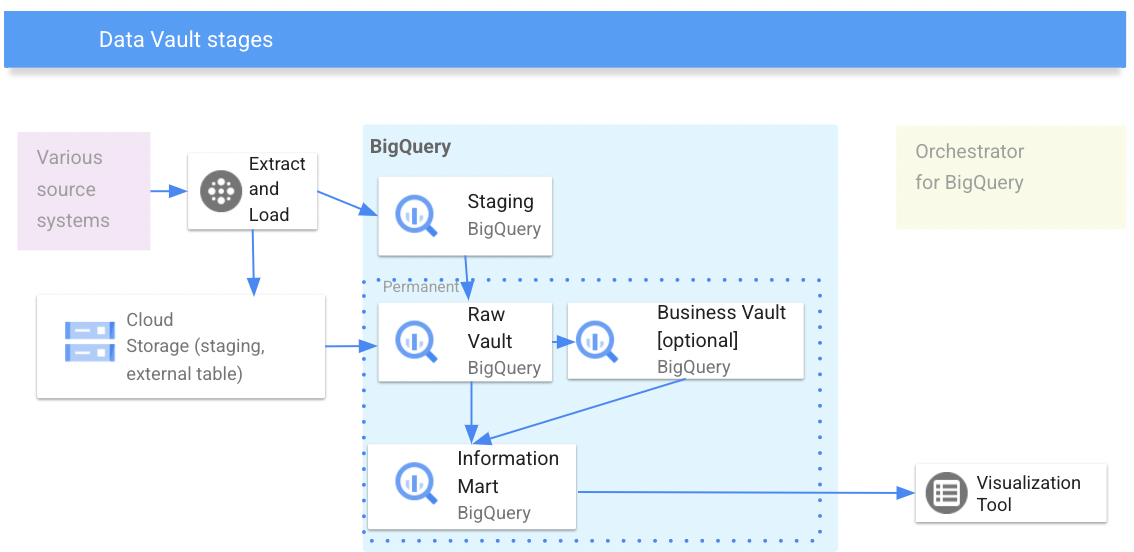 Data Vault stages
Various
source
systems
Extract
and
Load
BigQuery
Orchestrator
for BigQuery
Staging
BigQuery
Permanent
Cloud
Storage (staging,
external table)
Raw
Vault
BigQuery
Business Vault
[optional]
BigQuery
Information
Mart
BigQuery
Visualization
Tool